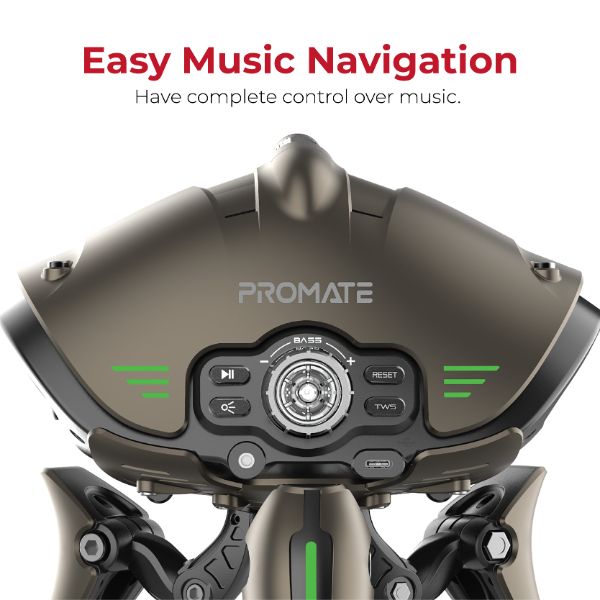 Easy Music Navigation
Have complete control over music.
PROMATE
BASS
- +
RESET
TWS